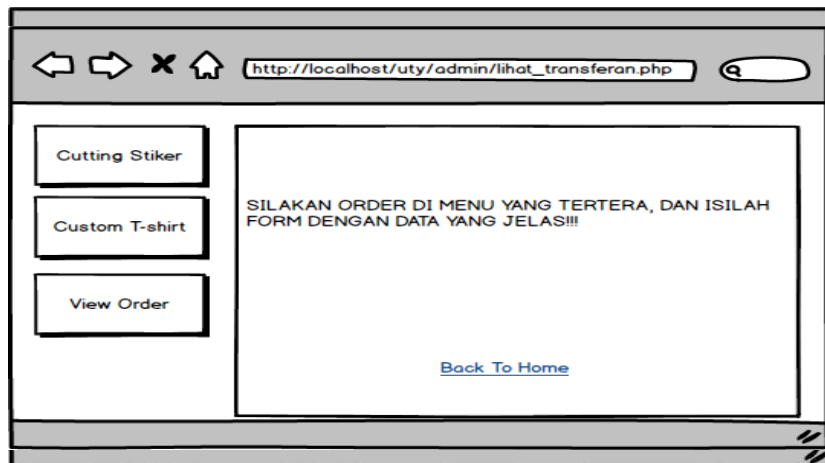 http://localhost/uty/admin/lihat_transferan.php
Cutting Stiker
Custom T-shirt
View Order
SILAKAN ORDER DI MENU YANG TERTERA, DAN ISILAH
FORM DENGAN DATA YANG JELAS!!!
Back To Home